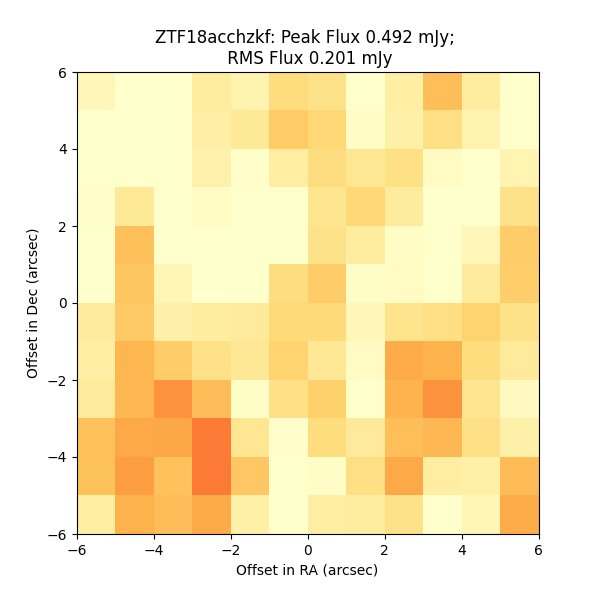 ZTF18acchzkf: Peak Flux 0.492 mJy;
RMS Flux 0.201 mJy
6
4
2
0
−2
−4
−6
Offset in Dec (arcsec)
−6 −4 −2 0 2 4 6
Offset in RA (arcsec)